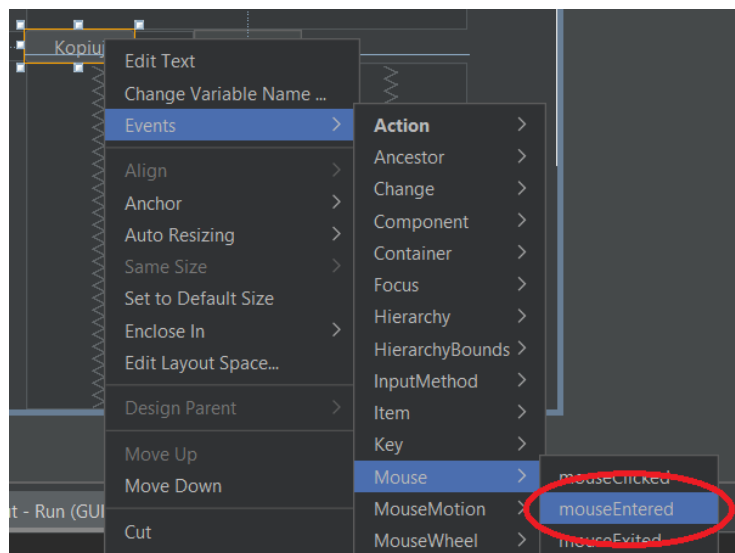 Kopiuj
Edit Text
Change Variable Name ...
Events
Align
Anchor
Auto Resizing
Same Size
Set to Default Size
Enclose In
Edit Layout Space...
Design Parent
Move Up
Move Down
Cut
Action
Ancestor
Change
Component
Container
Focus
Hierarchy
HierarchyBounds
InputMethod
Item
Key
Mouse
MouseMotion
MouseWheel
mouseClicked
mouseEntered
mouseExited
t - Run (GUI